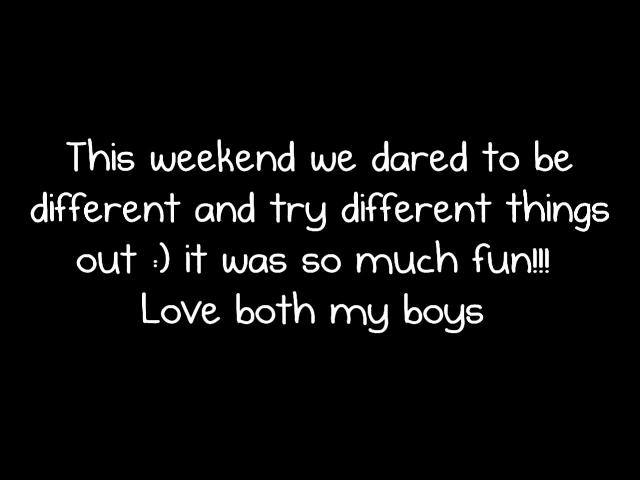 This weekend we dared to be
different and try different things
out :) it was so much fun!!!
Love both my boys